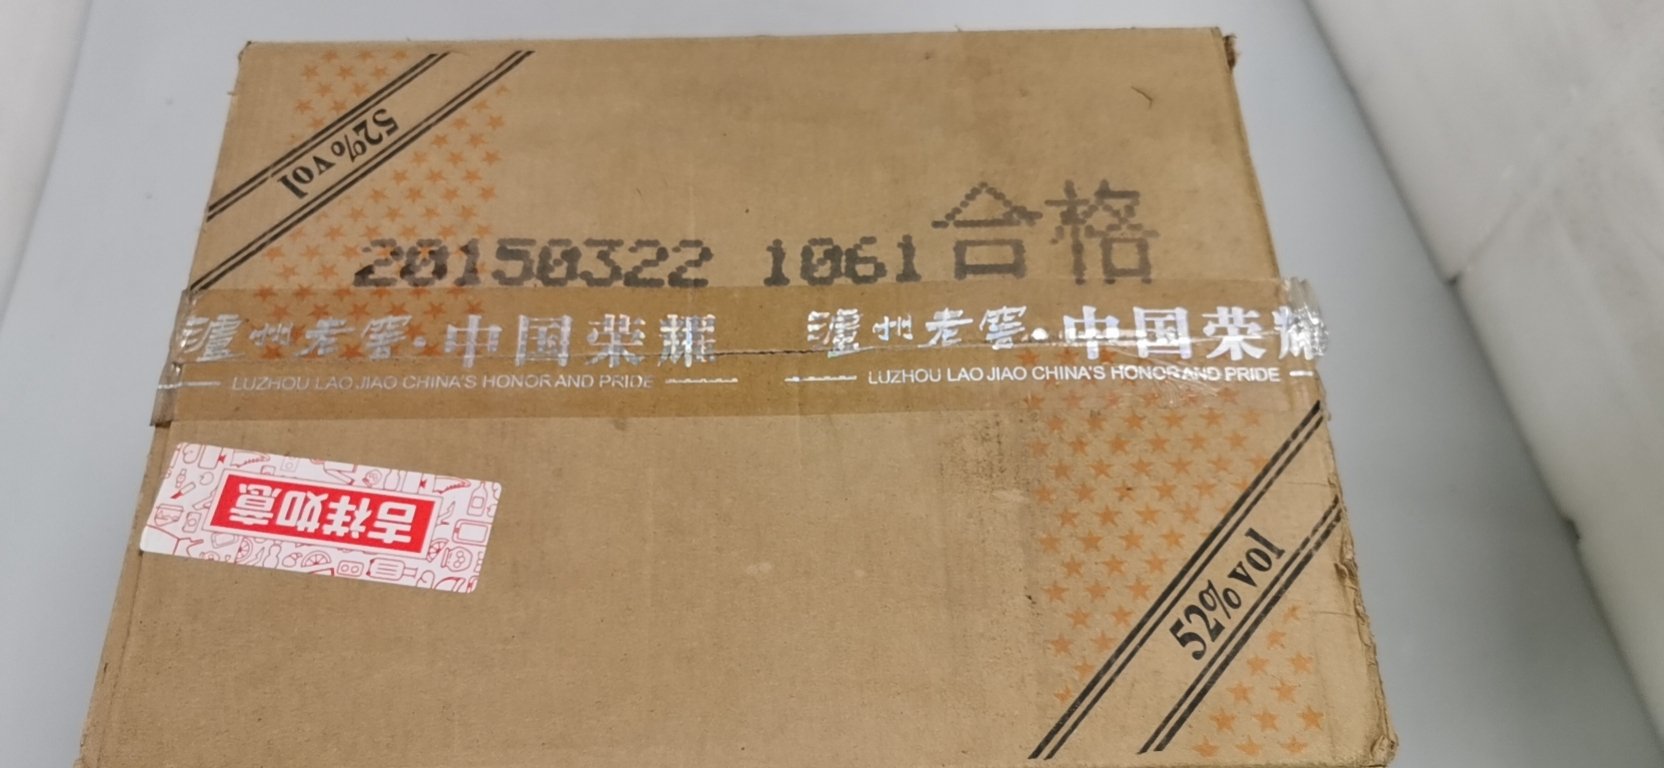 52% vol
20150322 1061合格
泸州老窖·中国荣耀 泸州老窖·中国荣耀
LUZHOU LAO JIAO CHINA'S HONOR AND PRIDE LUZHOU LAO JIAO CHINA'S HONOR AND PRIDE
吉祥如意
52% vol